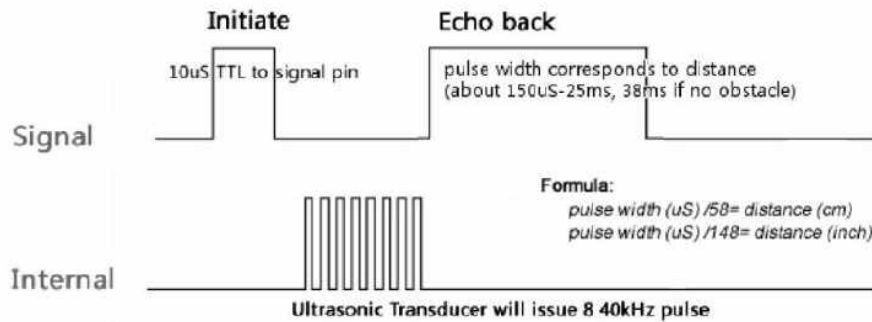 Initiate
Echo back
10uS TTL to signal pin
pulse width corresponds to distance
(about 150uS-25ms, 38ms if no obstacle)
Signal
Formula:
pulse width (uS) /58= distance (cm)
pulse width (uS) /148= distance (inch)
Internal
Ultrasonic Transducer will issue 8 40kHz pulse